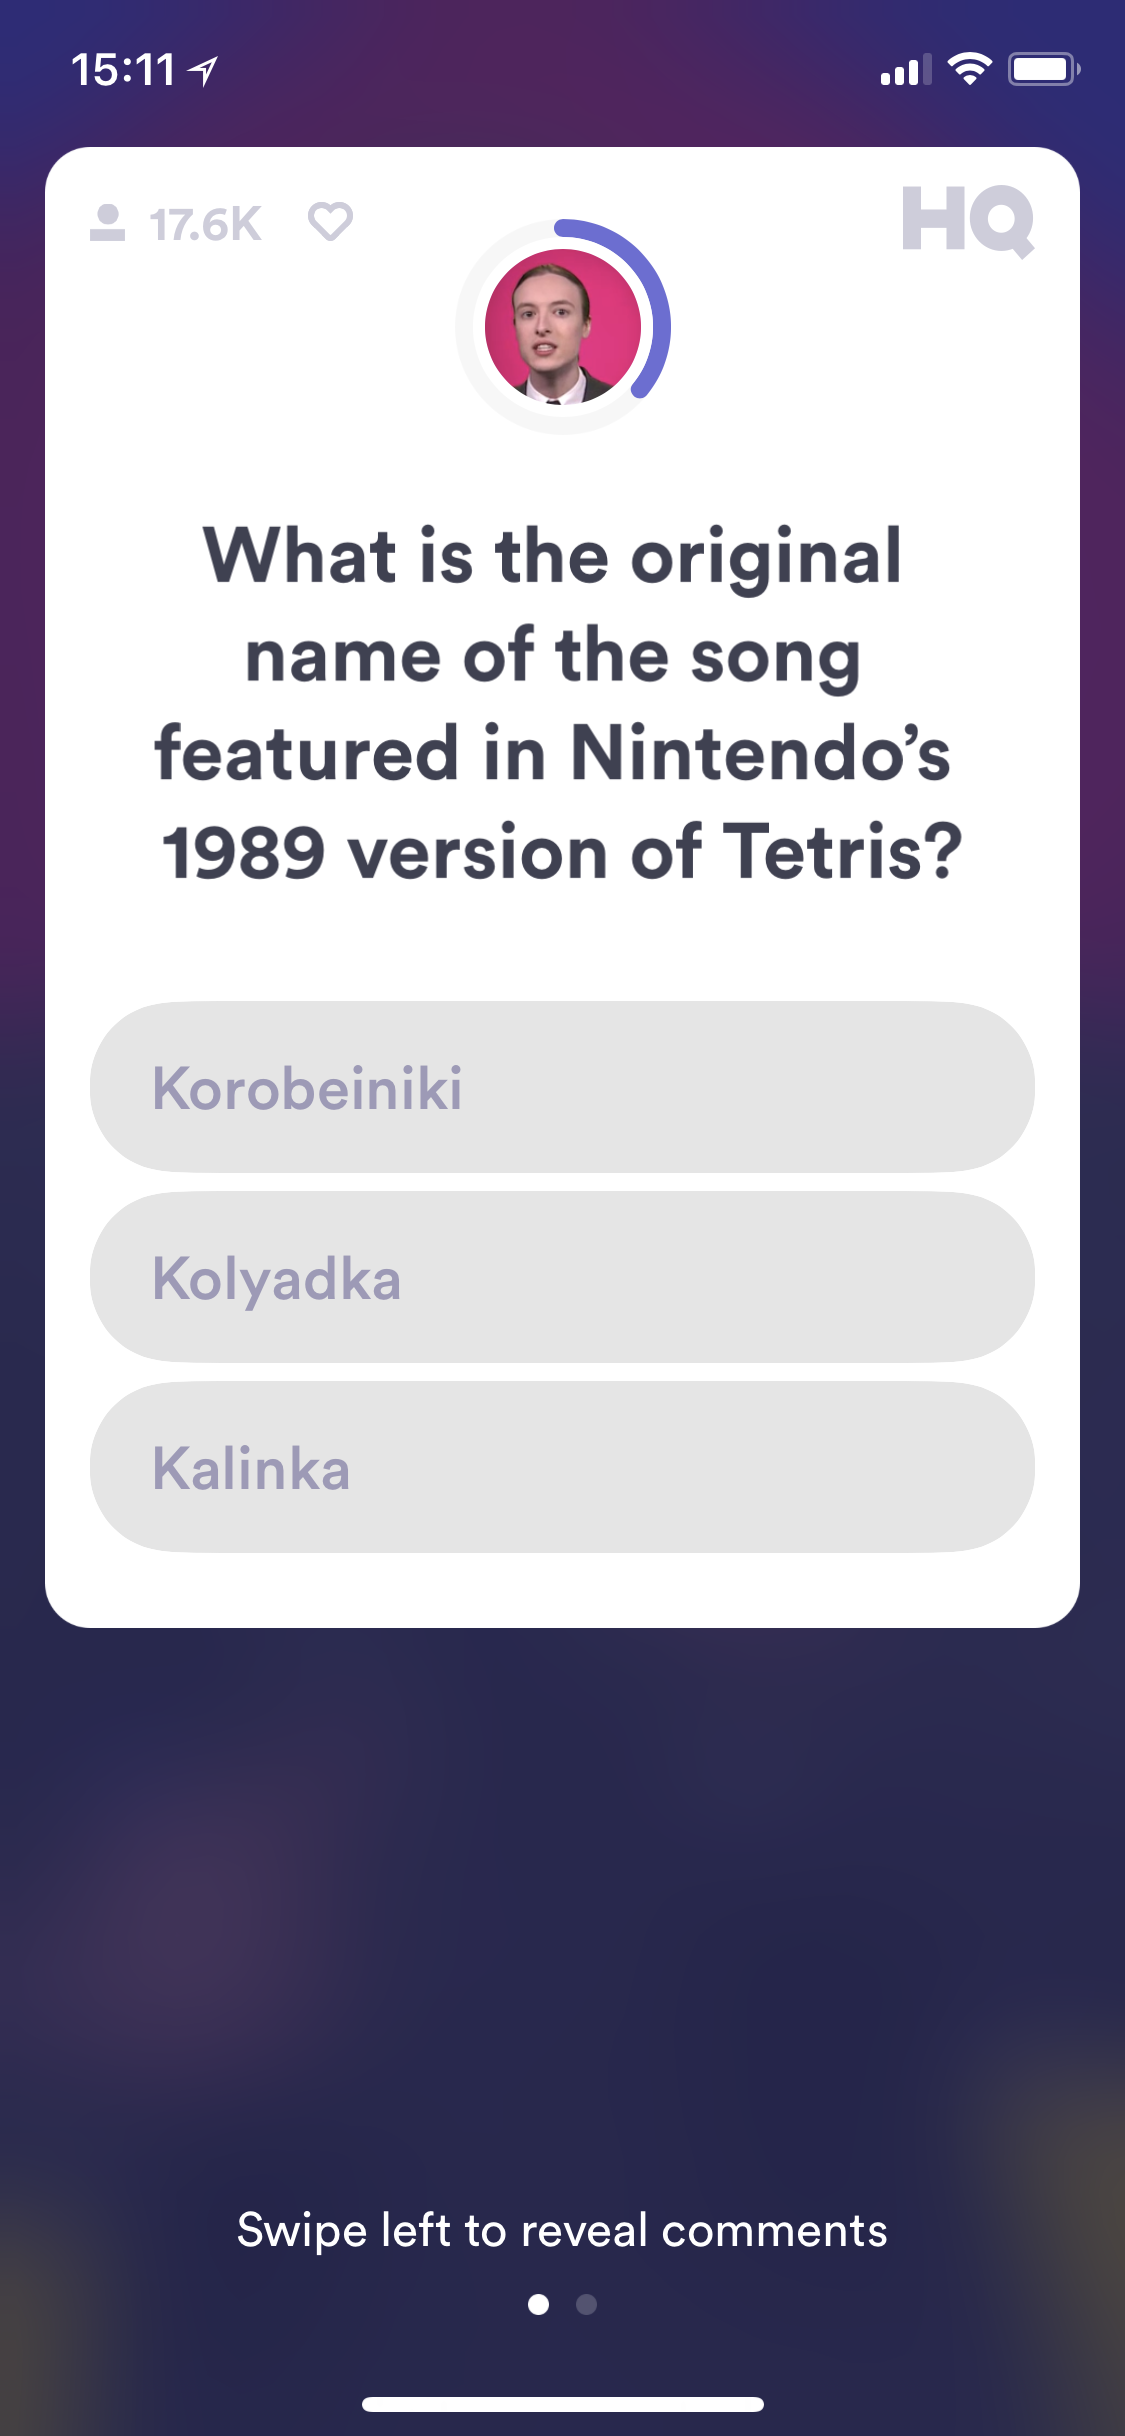 15:11
17.6K
HQ
What is the original
name of the song
featured in Nintendo’s
1989 version of Tetris?
Korobeiniki
Kolyadka
Kalinka
Swipe left to reveal comments